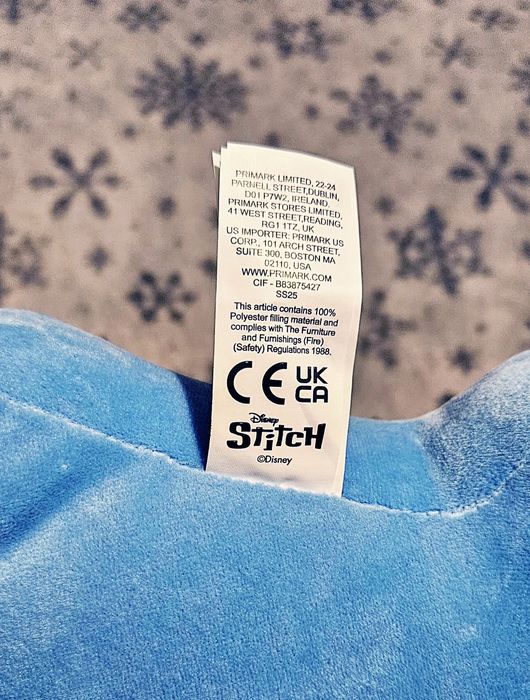 PRIMARK LIMITED, 22-24
PARNELL STREET,DUBLIN,
D01 P7W2, IRELAND.
PRIMARK STORES LIMITED,
41 WEST STREET,READING,
RG1 1TZ, UK
US IMPORTER: PRIMARK US
CORP., 101 ARCH STREET,
SUITE 300, BOSTON MA
02110, USA
WWW.PRIMARK.COM
CIF - B83875427
SS25
This article contains 100%
Polyester filling material and
complies with The Furniture
and Furnishings (Fire)
(Safety) Regulations 1988.
CE UK
CA
Disney
STiTCH
©Disney